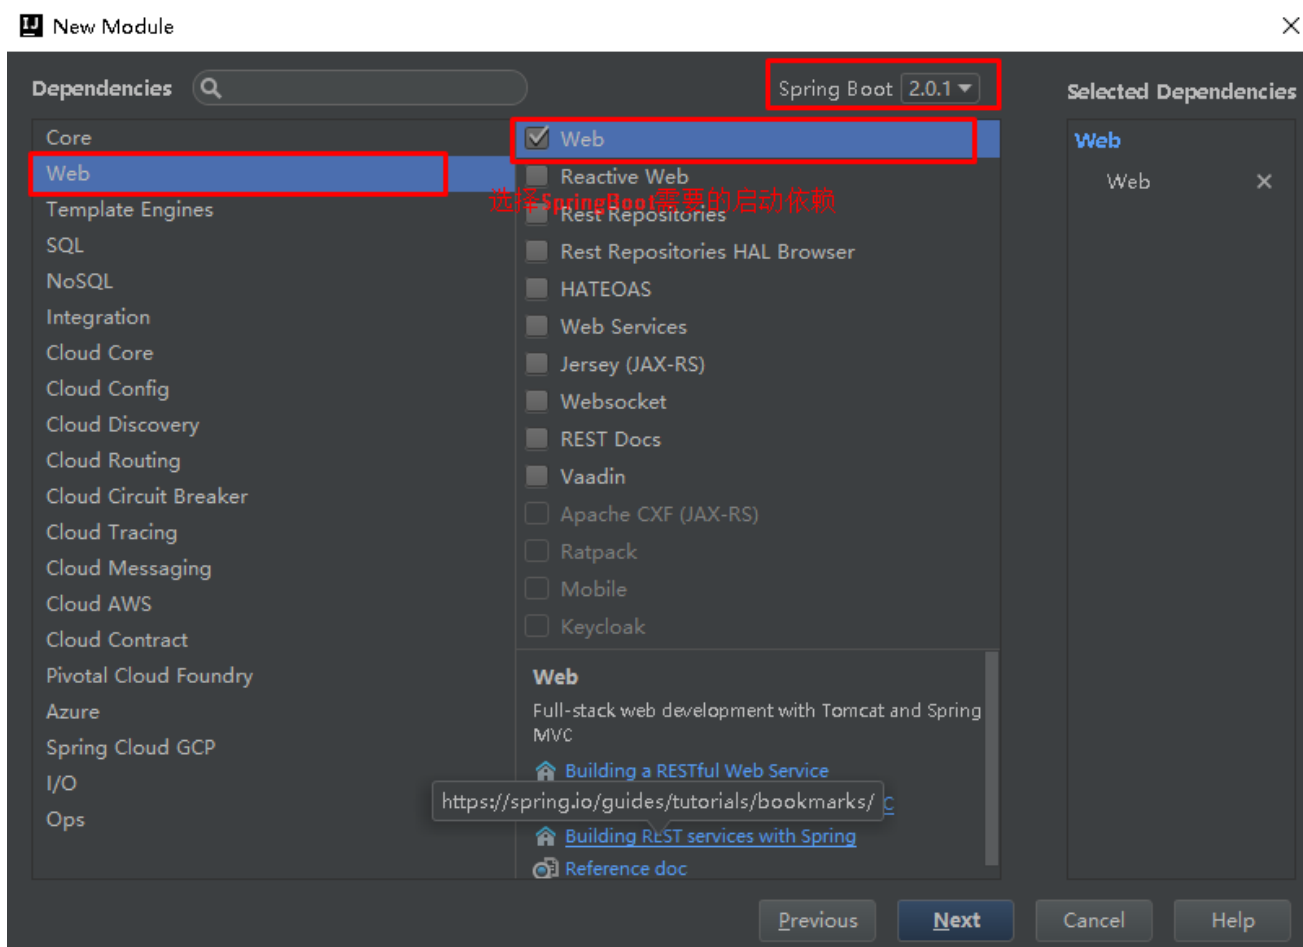 New Module
Dependencies
Spring Boot 2.0.1
Selected Dependencies
Core
Web
Template Engines
SQL
NoSQL
Integration
Cloud Core
Cloud Config
Cloud Discovery
Cloud Routing
Cloud Circuit Breaker
Cloud Tracing
Cloud Messaging
Cloud AWS
Cloud Contract
Pivotal Cloud Foundry
Azure
Spring Cloud GCP
I/O
Ops
Web
Reactive Web
选择SpringBoot需要的启动依赖
Rest Repositories
Rest Repositories HAL Browser
HATEOAS
Web Services
Jersey (JAX-RS)
Websocket
REST Docs
Vaadin
Apache CXF (JAX-RS)
Ratpack
Mobile
Keycloak
Web
Full-stack web development with Tomcat and Spring
MVC
Building a RESTful Web Service
https://spring.io/guides/tutorials/bookmarks/
Building REST services with Spring
Reference doc
Web
Web
Previous
Next
Cancel
Help